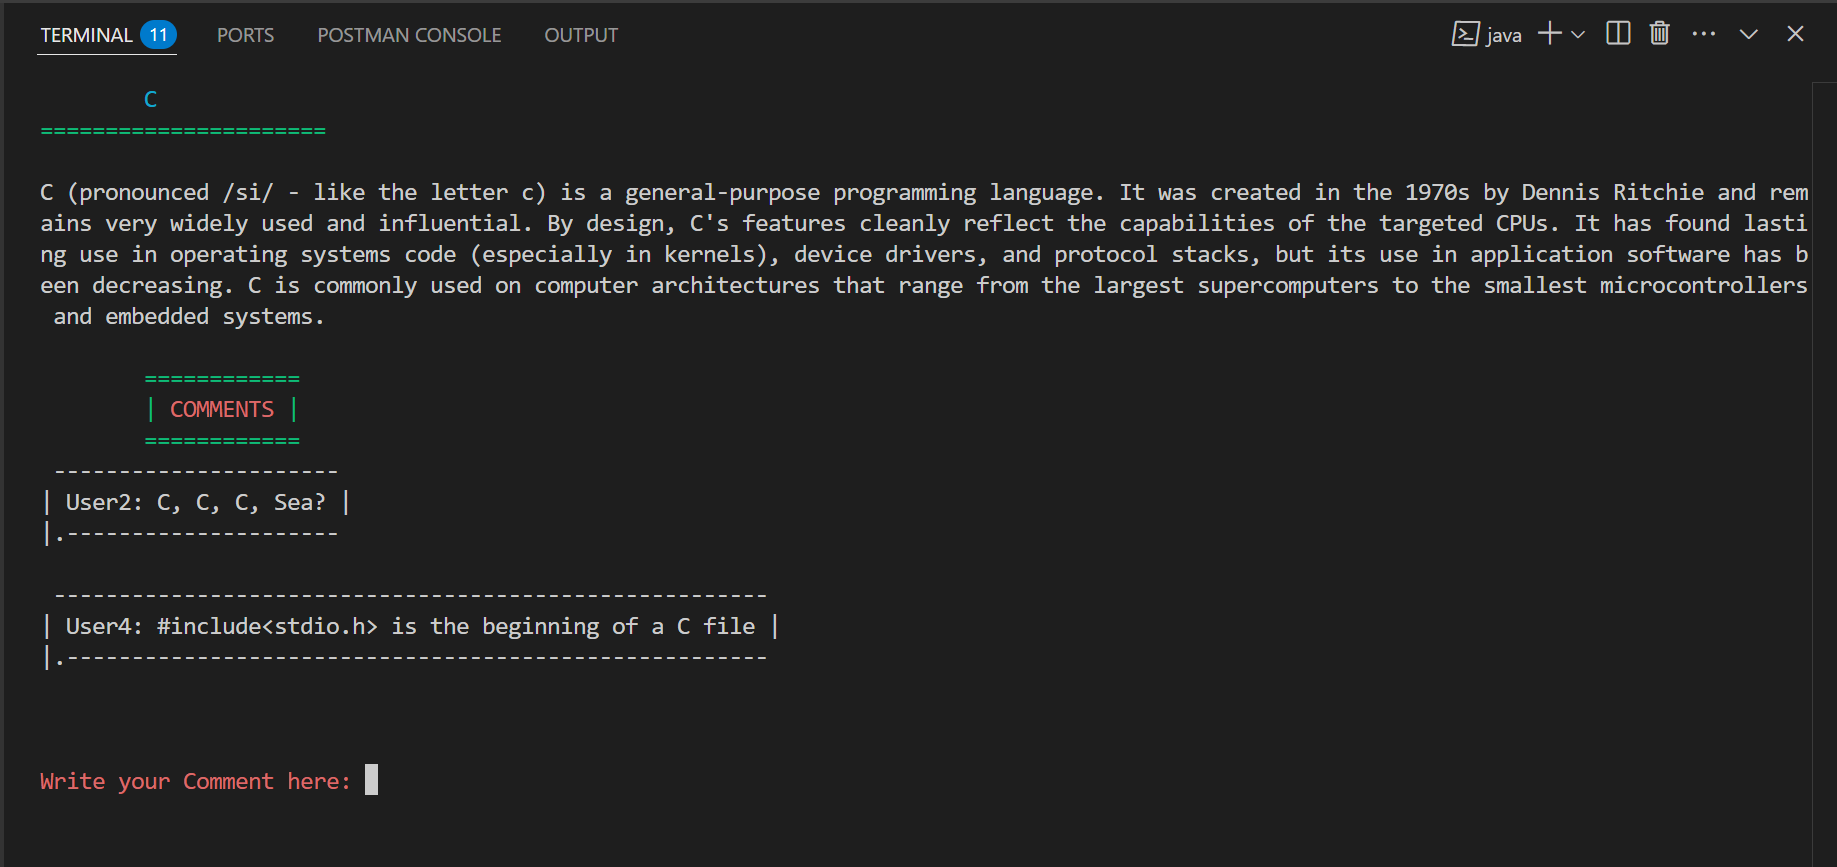 TERMINAL 11 PORTS POSTMAN CONSOLE OUTPUT java
C
======================
C (pronounced /si/ - like the letter c) is a general-purpose programming language. It was created in the 1970s by Dennis Ritchie and rem
ains very widely used and influential. By design, C's features cleanly reflect the capabilities of the targeted CPUs. It has found lasti
ng use in operating systems code (especially in kernels), device drivers, and protocol stacks, but its use in application software has b
een decreasing. C is commonly used on computer architectures that range from the largest supercomputers to the smallest microcontrollers
and embedded systems.
============
| COMMENTS |
============
----------------------
| User2: C, C, C, Sea? |
|.---------------------
-------------------------------------------------------
| User4: #include<stdio.h> is the beginning of a C file |
|.------------------------------------------------------
Write your Comment here: